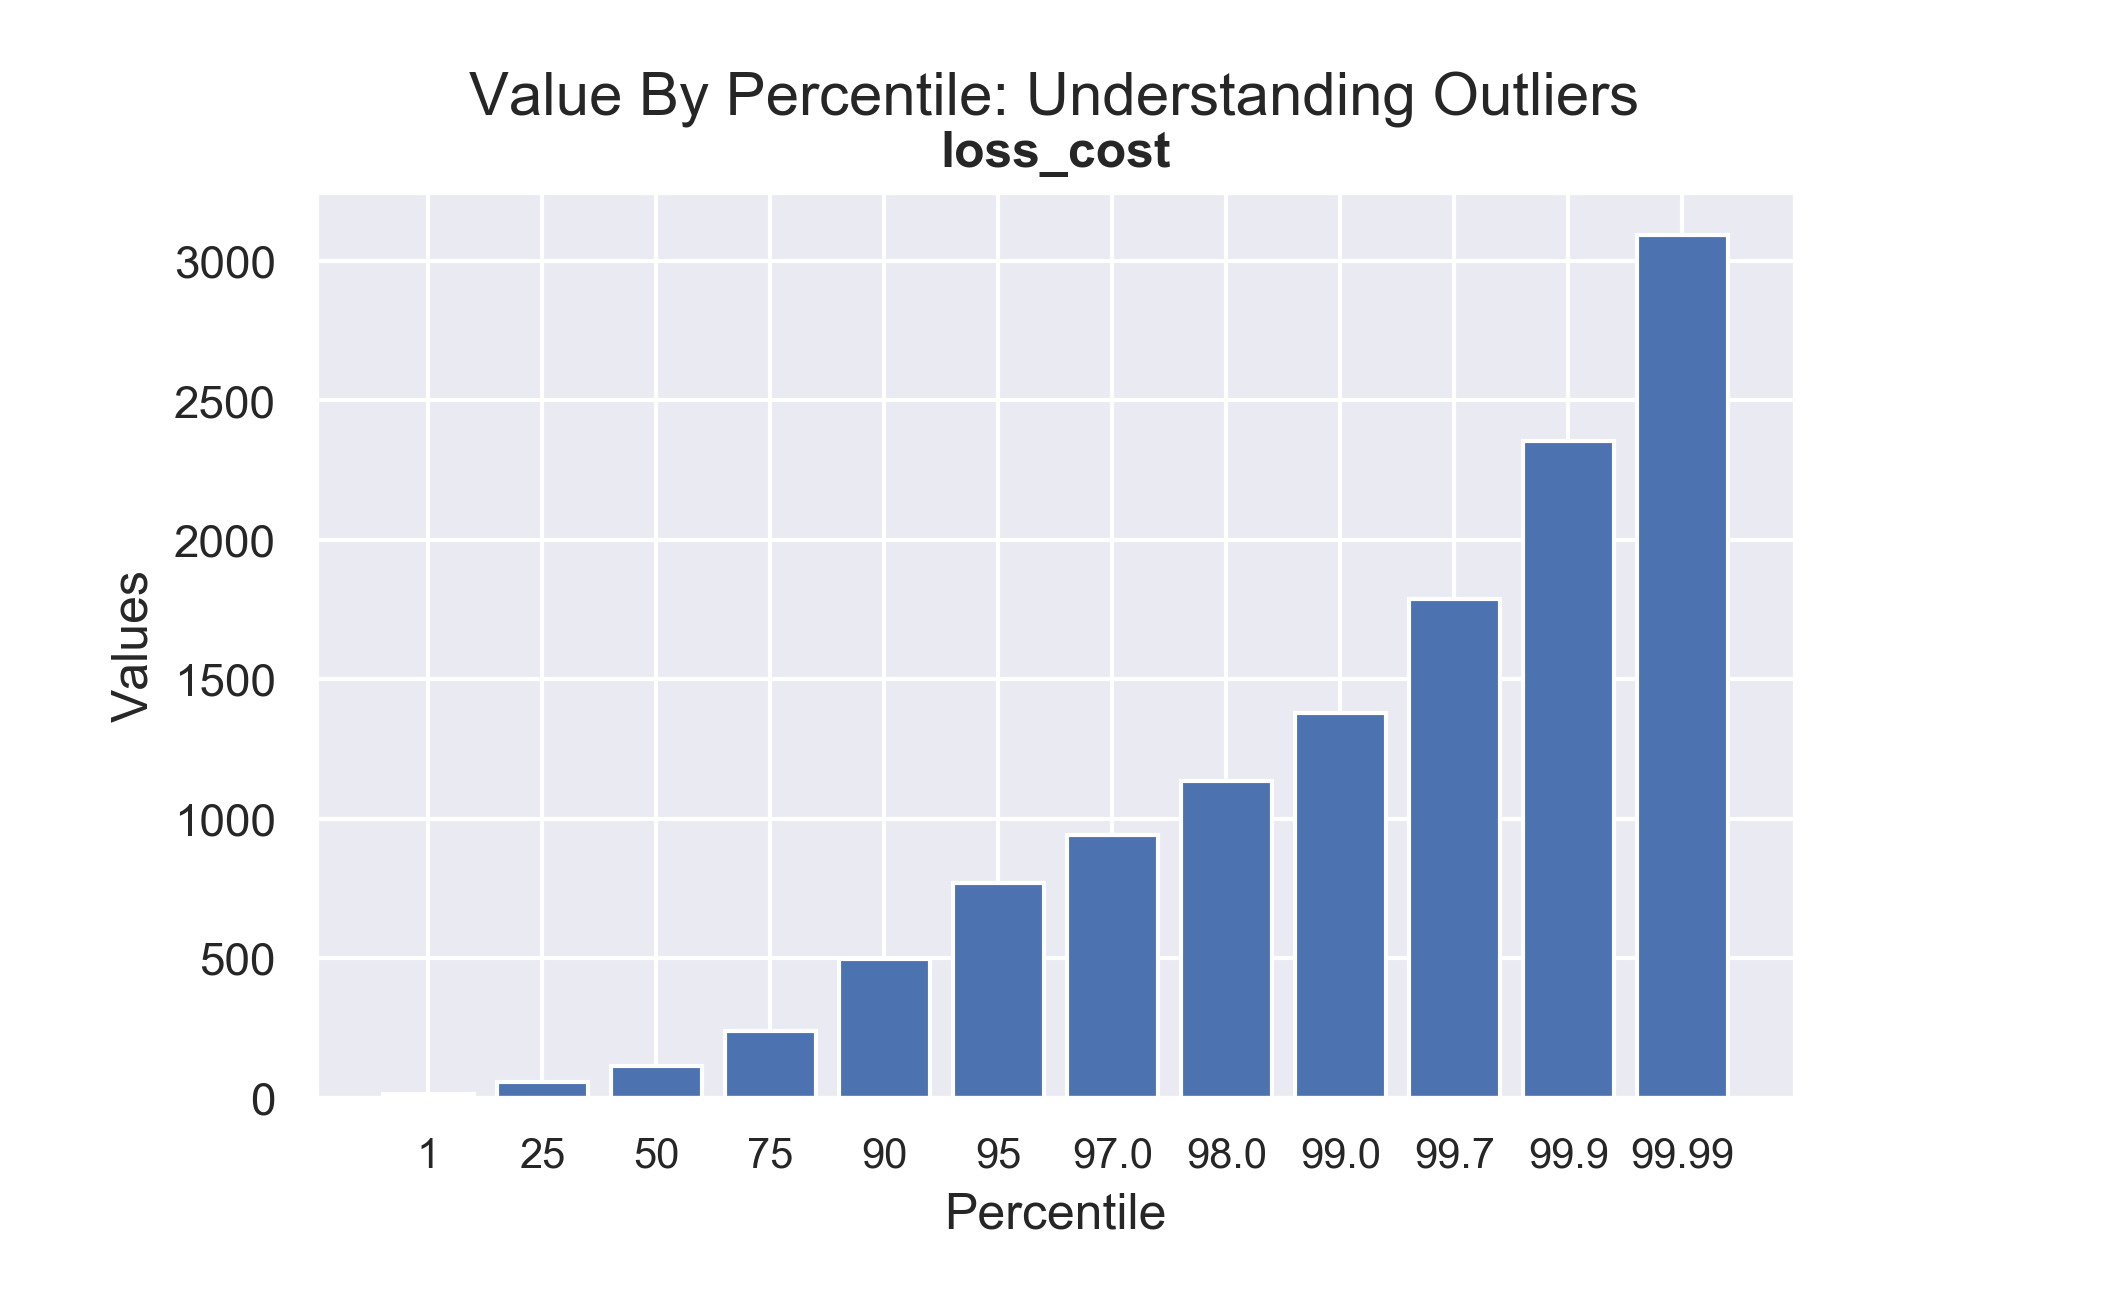 Value By Percentile: Understanding Outliers
loss_cost
3000
2500
2000
1500
1000
500
0
Values
1 25 50 75 90 95 97.0 98.0 99.0 99.7 99.9 99.99
Percentile